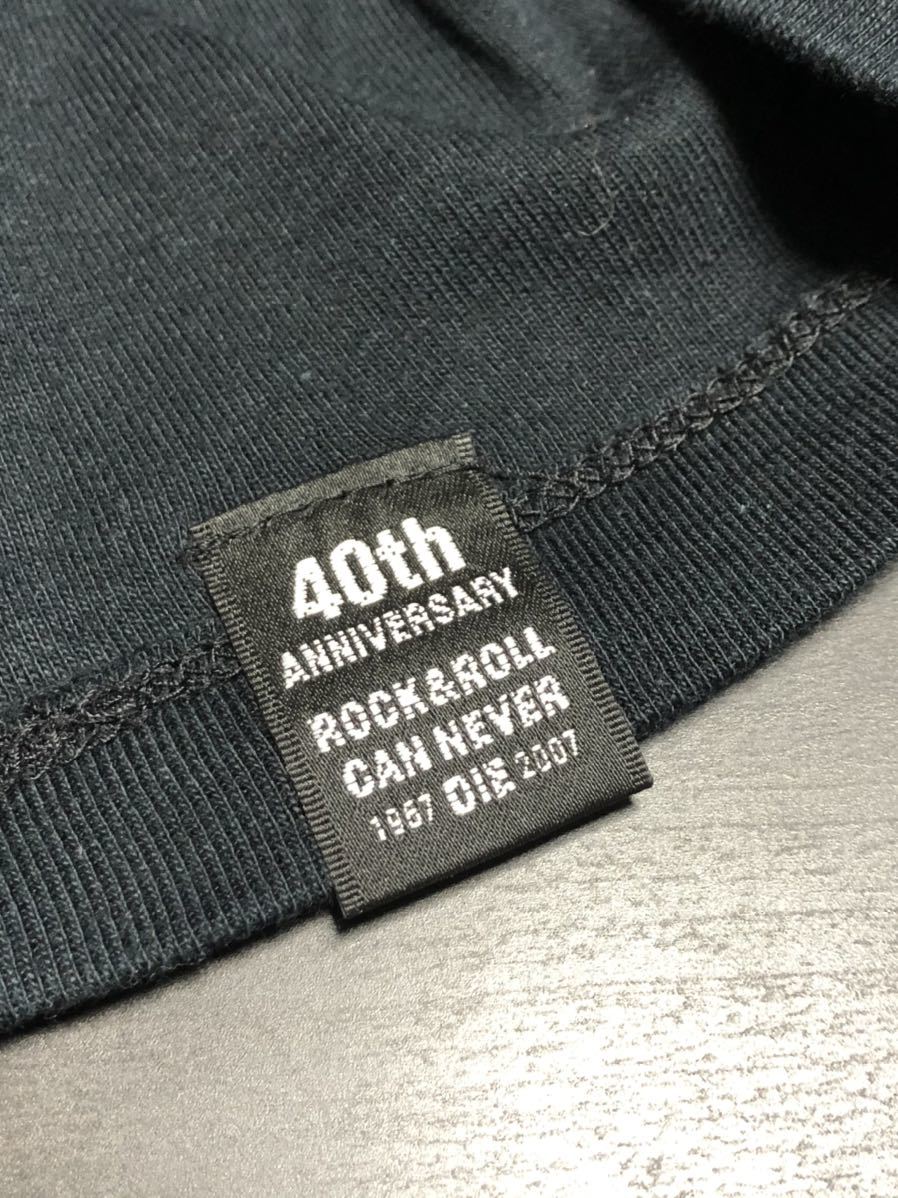 40th
ANNIVERSARY
ROCK&ROLL
CAN NEVER
1967 DIE 2007